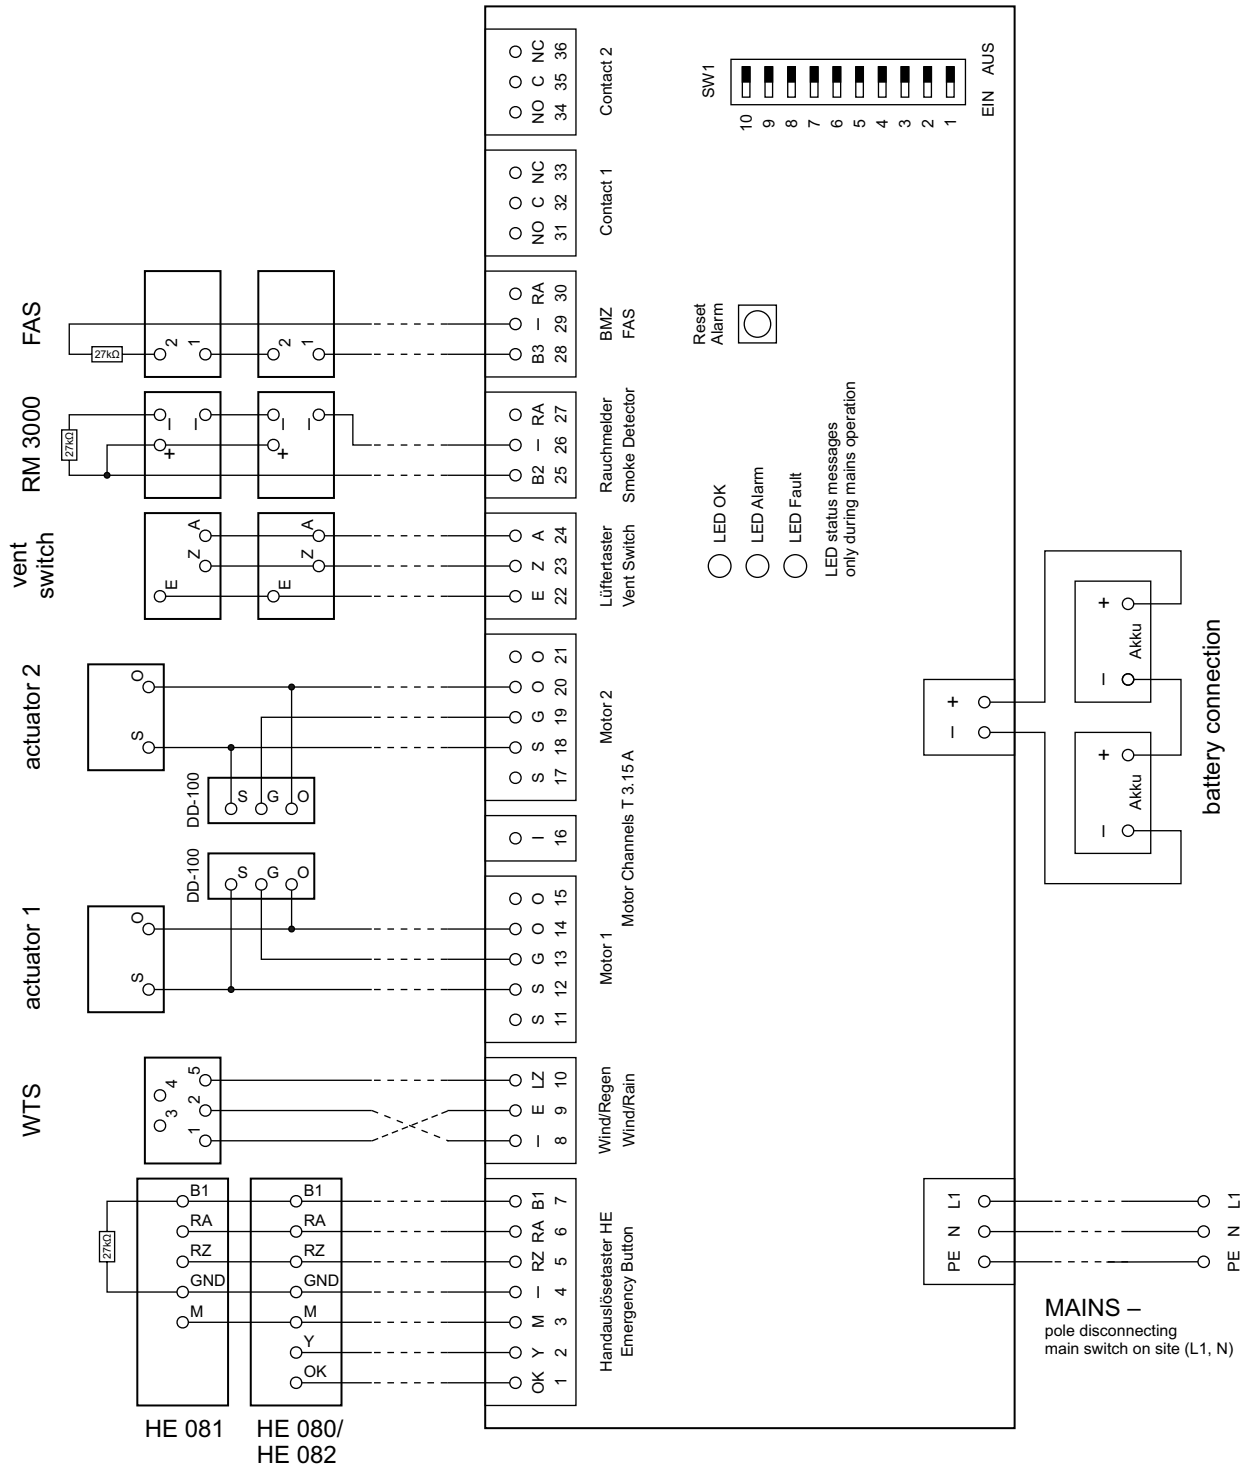 FAS
RM 3000
vent
switch
actuator 2
actuator 1
WTS
HE 081
HE 080/
HE 082
27kΩ
2
1
2
1
27kΩ
–
–
+
–
–
+
A
Z
E
A
Z
E
O
S
DD-100
S
G
O
DD-100
S
G
O
O
S
4
3
5
2
1
27kΩ
B1
RA
RZ
GND
M
B1
RA
RZ
GND
M
Y
OK
NC 36
C 35
NO 34
Contact 2
NC 33
C 32
NO 31
Contact 1
RA 30
– 29
B3 28
BMZ
FAS
RA 27
– 26
B2 25
Rauchmelder
Smoke Detector
A 24
Z 23
E 22
Lüftertaster
Vent Switch
O 21
O 20
G 19
S 18
S 17
Motor 2
– 16
Motor Channels T 3.15 A
O 15
O 14
G 13
S 12
S 11
Motor 1
LZ 10
E 9
– 8
Wind/Regen
Wind/Rain
B1 7
RA 6
RZ 5
– 4
M 3
Y 2
OK 1
Handauslösetaster HE
Emergency Button
SW1
10
9
8
7
6
5
4
3
2
1
EIN AUS
Reset
Alarm
LED OK
LED Alarm
LED Fault
LED status messages
only during mains operation
+
–
+
–
Akku
+
–
Akku
battery connection
L1
N
PE
L1
N
PE
MAINS –
pole disconnecting
main switch on site (L1, N)